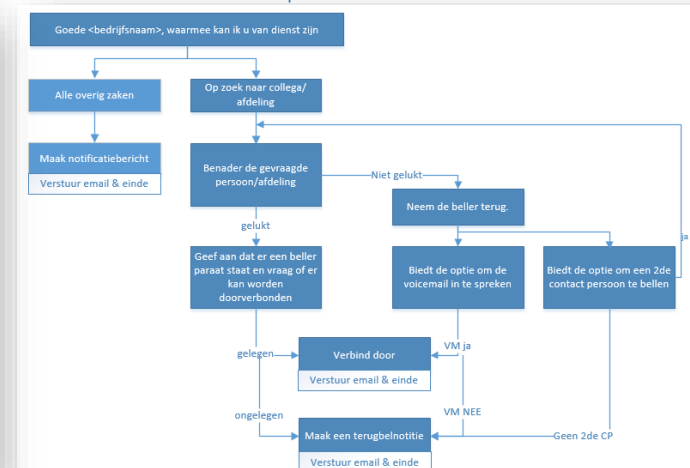 Goede <bedrijfsnaam>, waarmee kan ik u van dienst zijn
Alle overig zaken
Op zoek naar collega/
afdeling
Maak notificatiebericht
Verstuur email & einde
Benader de gevraagde
persoon/afdeling
Niet gelukt
Neem de beller terug.
ja
gelukt
Geef aan dat er een beller
paraat staat en vraag of er
kan worden
doorverbonden
Biedt de optie om de
voicemail in te spreken
Biedt de optie om een 2de
contact persoon te bellen
gelegen
Verbind door
Verstuur email & einde
VM ja
ongelegen
VM NEE
Maak een terugbelnotitie
Verstuur email & einde
Geen 2de CP